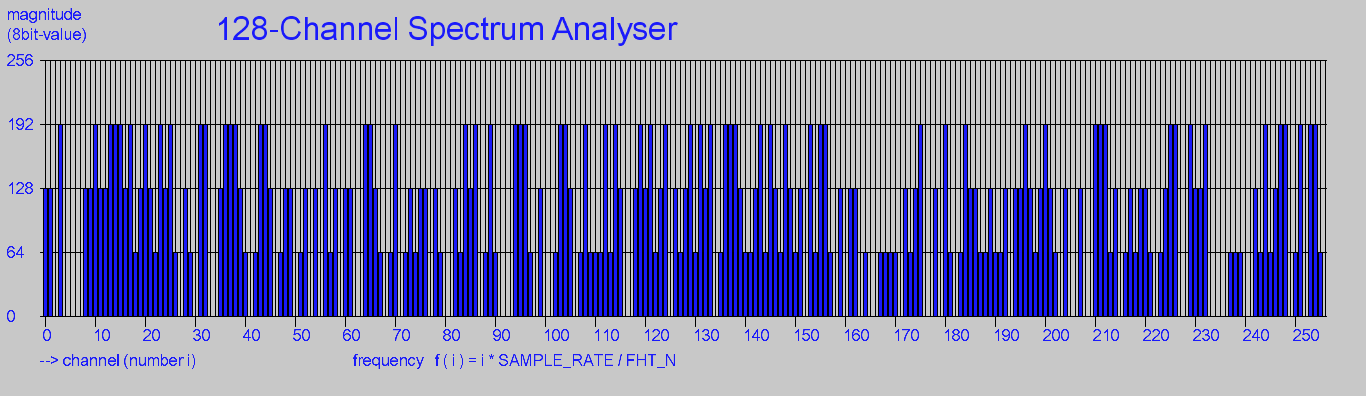 magnitude
(8bit-value)
128-Channel Spectrum Analyser
256
192
128
64
0
0 10 20 30 40 50 60 70 80 90 100 110 120 130 140 150 160 170 180 190 200 210 220 230 240 250
--> channel (number i) frequency f ( i ) = i * SAMPLE_RATE / FHT_N